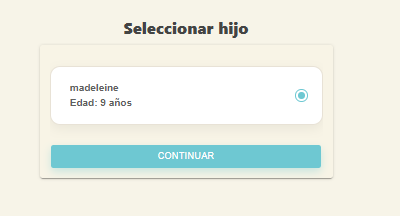 Seleccionar hijo
madeleine
Edad: 9 años
CONTINUAR